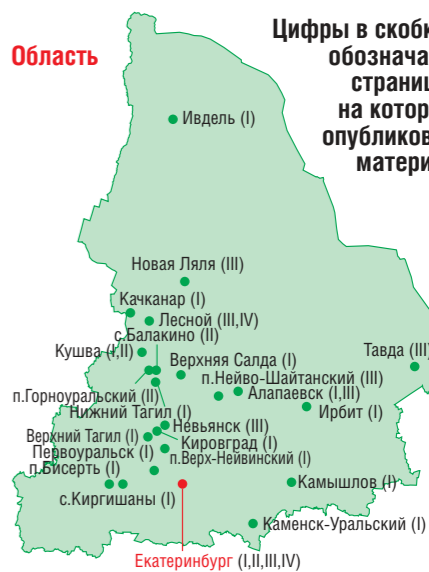 Область
Цифры в
обознача
страниц
на котор
опубликов
матери
Ивдель (I)
Новая Ляля (III)
Качканар (I)
Лесной (III,IV)
с.Балакино (II)
Кушва (I,II)
Верхняя Салда (I)
Тавда (III)
п.Нейво-Шайтанский (III)
п.Горноуральский (II)
Алапаевск (I,III)
Нижний Тагил (I)
Ирбит (I)
Невьянск (III)
Верхний Тагил (I)
Кировград (I)
Первоуральск (I)
п.Верх-Нейвинский (I)
п.Бисерть (I)
Камышлов (I)
с.Киргишаны (I)
Каменск-Уральский (I)
Екатеринбург (I,II,III,IV)